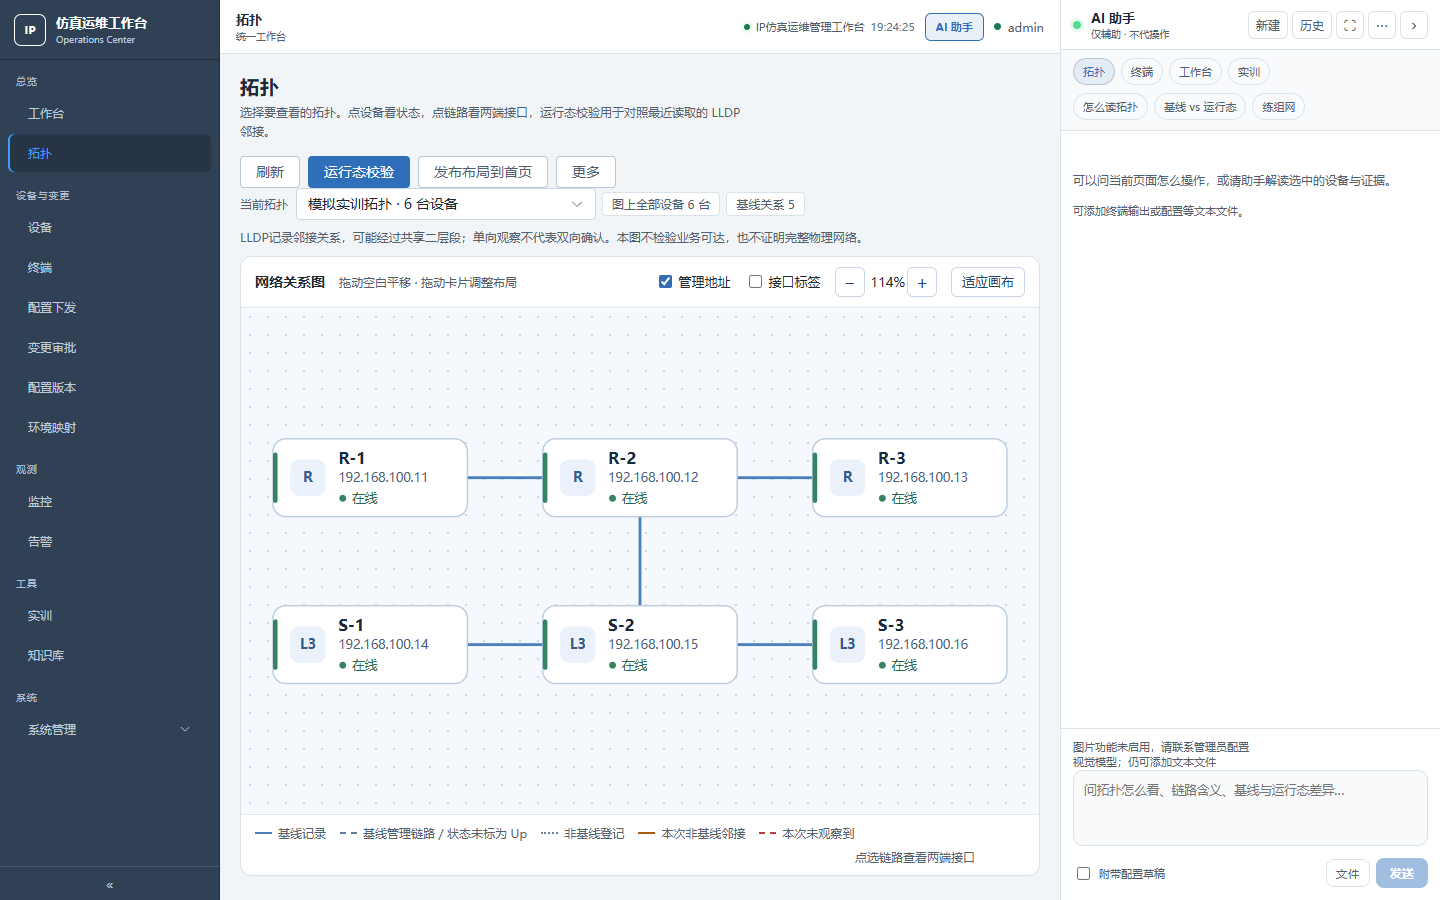 IP
仿真运维工作台
Operations Center
总览
工作台
拓扑
设备与变更
设备
终端
配置下发
变更审批
配置版本
环境映射
观测
监控
告警
工具
实训
知识库
系统
系统管理
«
拓扑
统一工作台
IP仿真运维管理工作台 19:24:25
AI 助手
admin
拓扑
选择要查看的拓扑。点设备看状态，点链路看两端接口，运行态校验用于对照最近读取的 LLDP
邻接。
刷新 运行态校验 发布布局到首页 更多
当前拓扑 模拟实训拓扑 · 6 台设备 图上全部设备 6 台 基线关系 5
LLDP记录邻接关系，可能经过共享二层段；单向观察不代表双向确认。本图不检验业务可达，也不证明完整物理网络。
网络关系图 拖动空白平移 · 拖动卡片调整布局 管理地址 接口标签 − 114% + 适应画布
R R-1
192.168.100.11
在线
R R-2
192.168.100.12
在线
R R-3
192.168.100.13
在线
L3 S-1
192.168.100.14
在线
L3 S-2
192.168.100.15
在线
L3 S-3
192.168.100.16
在线
基线记录 基线管理链路 / 状态未标为 Up 非基线登记 本次非基线邻接 本次未观察到
点选链路查看两端接口
AI 助手
仅辅助 · 不代操作
新建 历史 ⛶ ··· ›
拓扑 终端 工作台 实训
怎么读拓扑 基线 vs 运行态 练组网
可以问当前页面怎么操作，或请助手解读选中的设备与证据。
可添加终端输出或配置等文本文件。
图片功能未启用，请联系管理员配置
视觉模型；仍可添加文本文件
问拓扑怎么看、链路含义、基线与运行态差异...
附带配置草稿 文件 发送